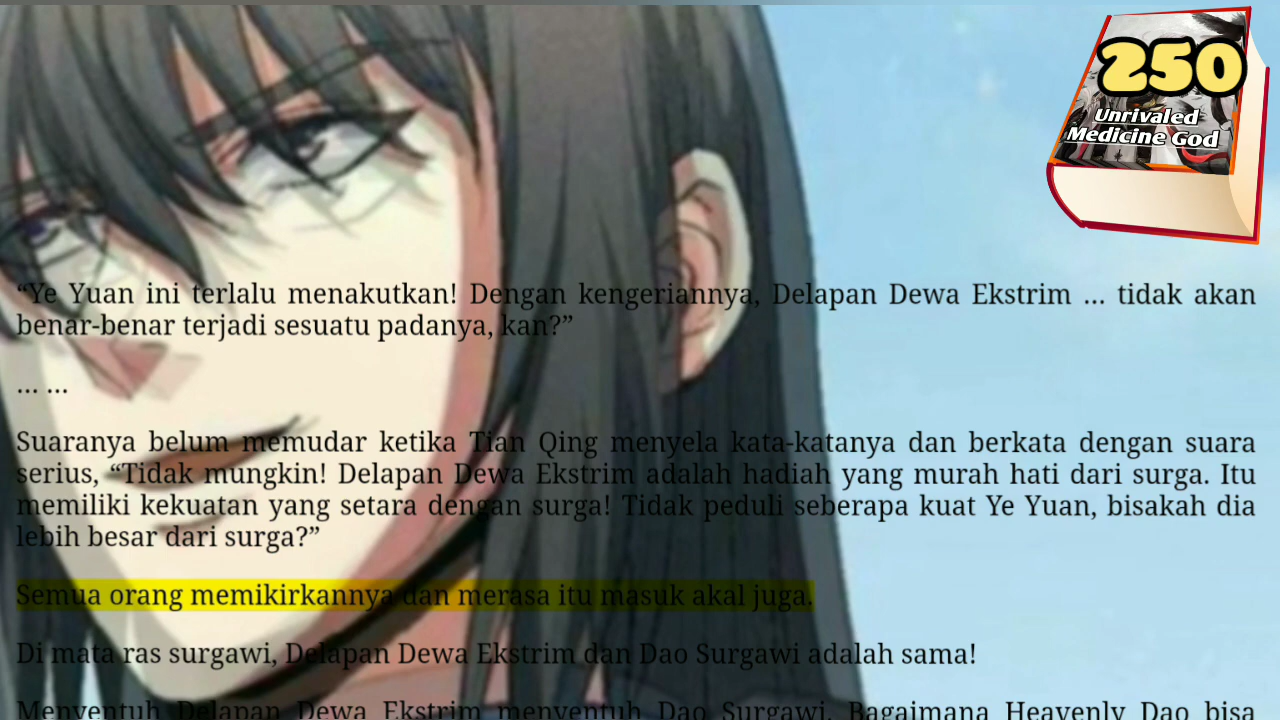 250
Unrivaled
Medicine God
“Ye Yuan ini terlalu menakutkan! Dengan kengeriannya, Delapan Dewa Ekstrim ... tidak akan
benar-benar terjadi sesuatu padanya, kan?”
... ...
Suaranya belum memudar ketika Tian Qing menyela kata-katanya dan berkata dengan suara
serius, “Tidak mungkin! Delapan Dewa Ekstrim adalah hadiah yang murah hati dari surga. Itu
memiliki kekuatan yang setara dengan surga! Tidak peduli seberapa kuat Ye Yuan, bisakah dia
lebih besar dari surga?”
Semua orang memikirkannya dan merasa itu masuk akal juga.
Di mata ras surgawi, Delapan Dewa Ekstrim dan Dao Surgawi adalah sama!
Menyentuh Delapan Dewa Ekstrim menyentuh Dao Surgawi. Bagaimana Heavenly Dao bisa